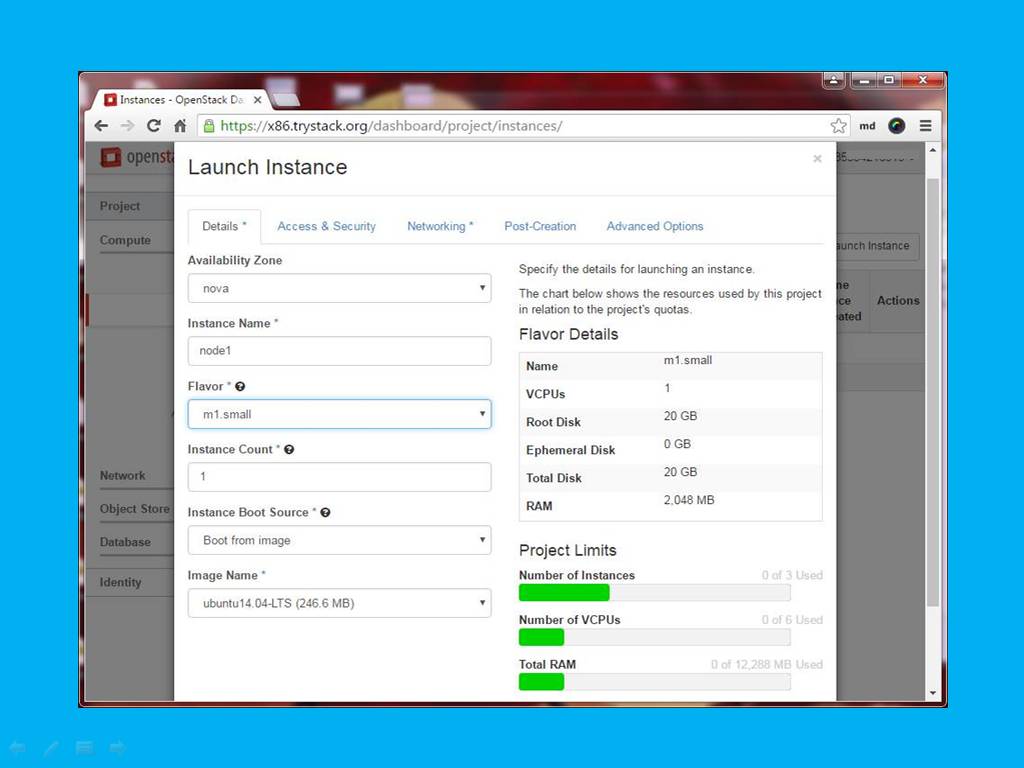 Instances - OpenStack Da
https://x86.trystack.org/dashboard/project/instances/
md
openst
Launch Instance
Project
Compute
Network
Object Store
Database
Identity
Details * Access & Security Networking * Post-Creation Advanced Options
Availability Zone
nova
Instance Name *
node1
Flavor *
m1.small
Instance Count *
1
Instance Boot Source *
Boot from image
Image Name *
ubuntu14.04-LTS (246.6 MB)
Specify the details for launching an instance.
The chart below shows the resources used by this project
in relation to the project's quotas.
Flavor Details
Name m1.small
VCPUs 1
Root Disk 20 GB
Ephemeral Disk 0 GB
Total Disk 20 GB
RAM 2,048 MB
Project Limits
Number of Instances 0 of 3 Used
Number of VCPUs 0 of 6 Used
Total RAM 0 of 12,288 MB Used
aunch Instance
Actions